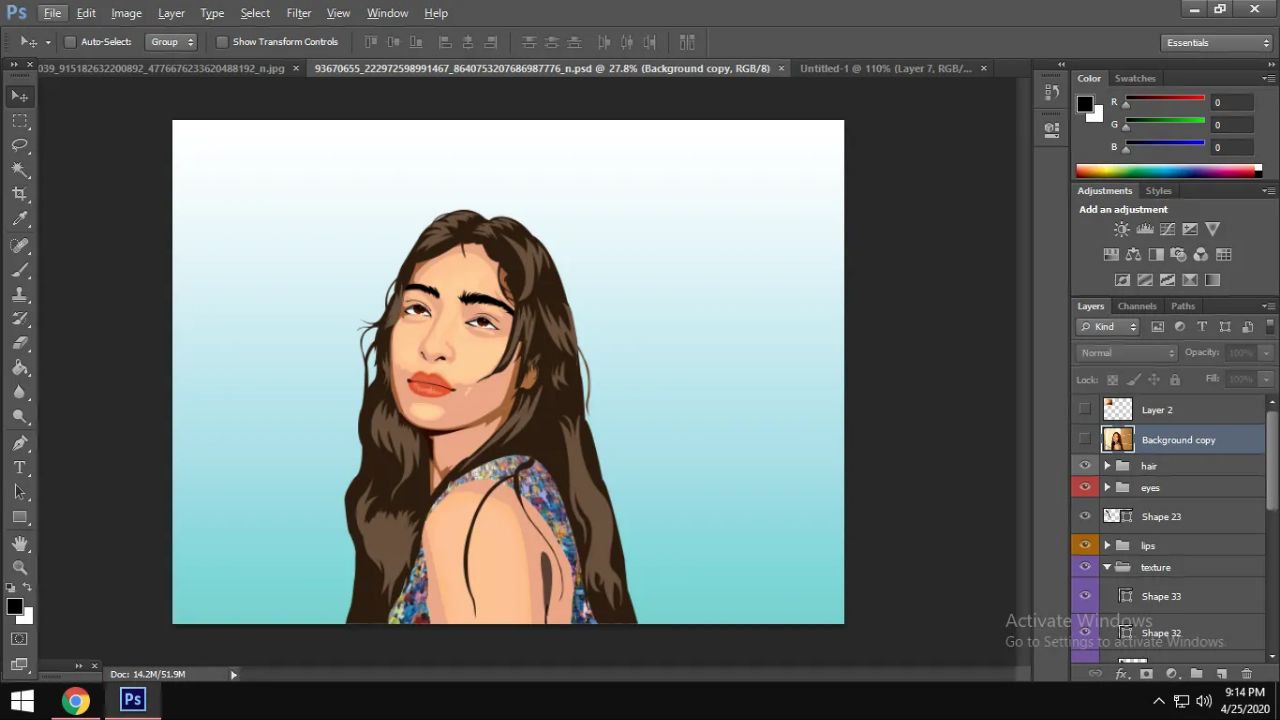 Ps File Edit Image Layer Type Select Filter View Window Help
Auto-Select: Group Show Transform Controls Essentials
039_915182632200892_4776676233620488192_n.jpg × 93670655_222972598991467_8640753207686987776_n.psd @ 27.8% (Background copy, RGB/8) × Untitled-1 @ 110% (Layer 7, RGB/... ×
Color Swatches
R 0
G 0
B 0
Adjustments Styles
Add an adjustment
Layers Channels Paths
Kind
Normal Opacity: 100%
Lock: Fill: 100%
Layer 2
Background copy
hair
eyes
Shape 23
lips
texture
Shape 33
Shape 32
Activate Windows
Go to Settings to activate Windows.
Doc: 14.2M/51.9M
Ps
9:14 PM
4/25/2020